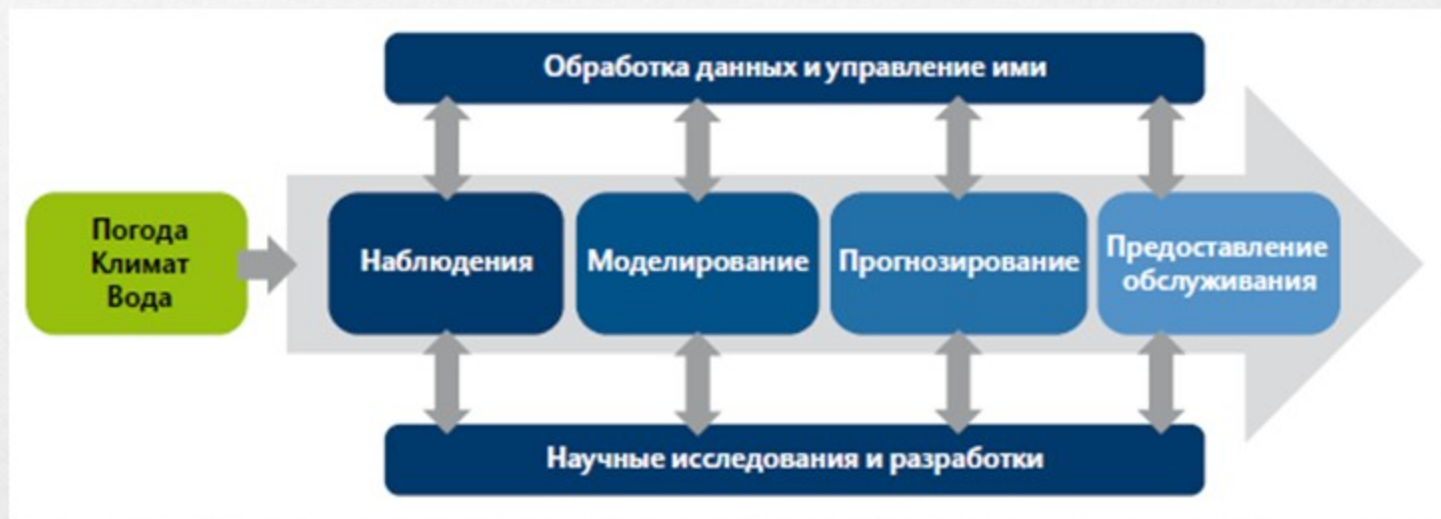 Обработка данных и управление ими
Погода
Климат
Вода
Наблюдения
Моделирование
Прогнозирование
Предоставление
обслуживания
Научные исследования и разработки